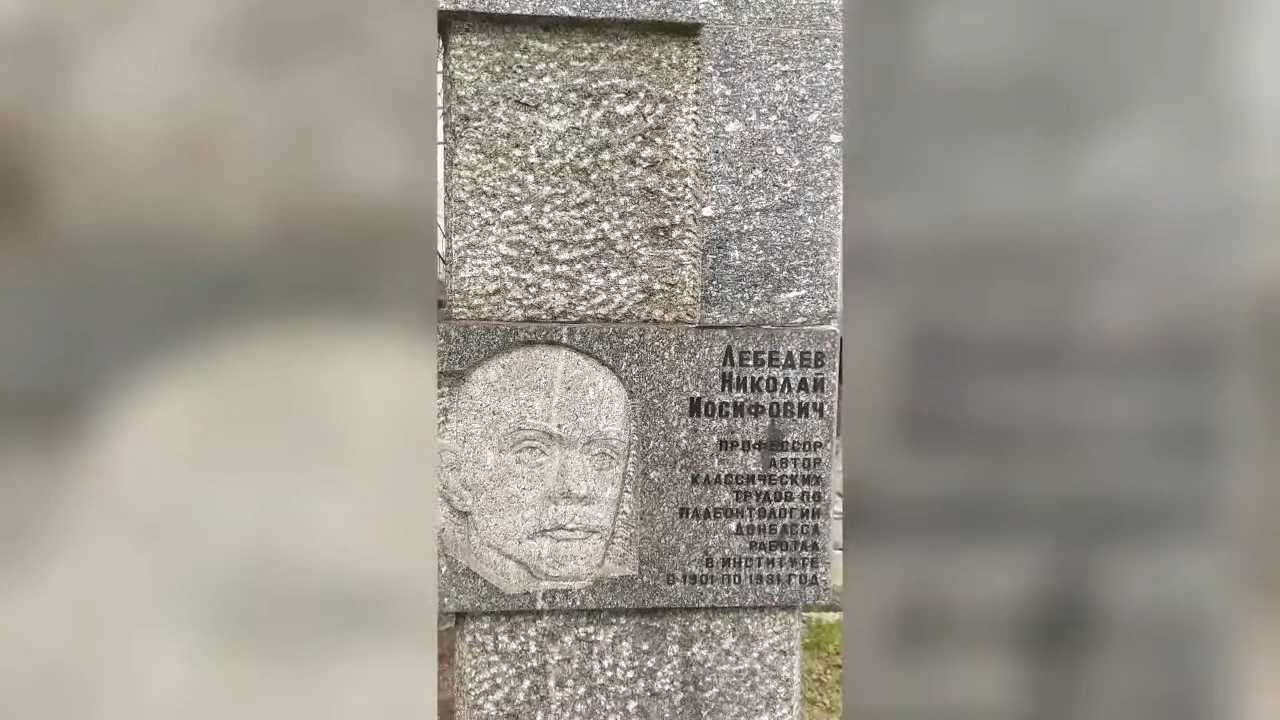 ЛЕБЕДЕВ
НИКОЛАЙ
ИОСИФОВИЧ
ПРОФЕССОР
АВТОР
КЛАССИЧЕСКИХ
ТРУДОВ ПО
ПАЛЕОНТОЛОГИИ
ДОНБАССА
РАБОТАЛ
В ИНСТИТУТЕ
С 1901 ПО 1931 ГОД